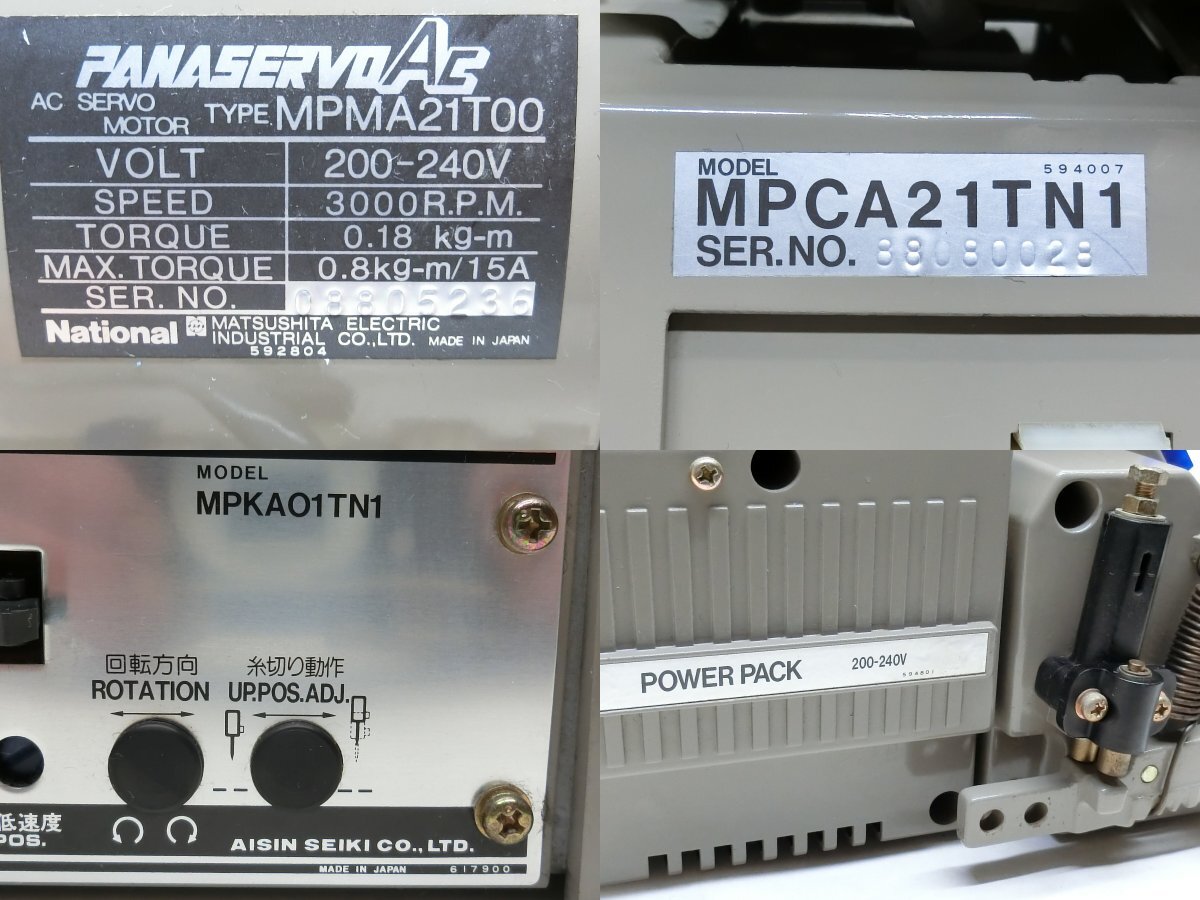 PANASERVO AC
AC SERVO MOTOR TYPE MPMA21T00
VOLT 200-240V
SPEED 3000R.P.M.
TORQUE 0.18 kg-m
MAX. TORQUE 0.8kg-m/15A
SER. NO. 08805236
National MATSUSHITA ELECTRIC
INDUSTRIAL CO.,LTD. MADE IN JAPAN
592804
MODEL 594007
MPCA21TN1
SER.NO. 88080028
MODEL
MPKA01TN1
回転方向 糸切り動作
ROTATION UP.POS.ADJ.
低速度
POS.
AISIN SEIKI CO.,LTD.
MADE IN JAPAN 617900
POWER PACK 200-240V
594801